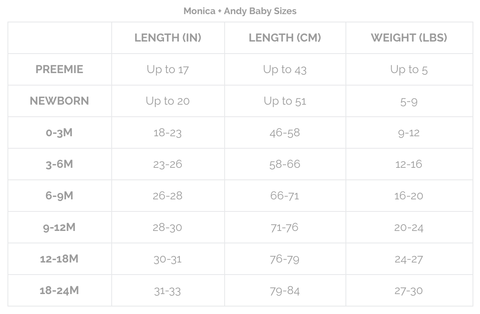 Monica + Andy Baby Sizes
LENGTH (IN) LENGTH (CM) WEIGHT (LBS)
PREEMIE Up to 17 Up to 43 Up to 5
NEWBORN Up to 20 Up to 51 5-9
0-3M 18-23 46-58 9-12
3-6M 23-26 58-66 12-16
6-9M 26-28 66-71 16-20
9-12M 28-30 71-76 20-24
12-18M 30-31 76-79 24-27
18-24M 31-33 79-84 27-30